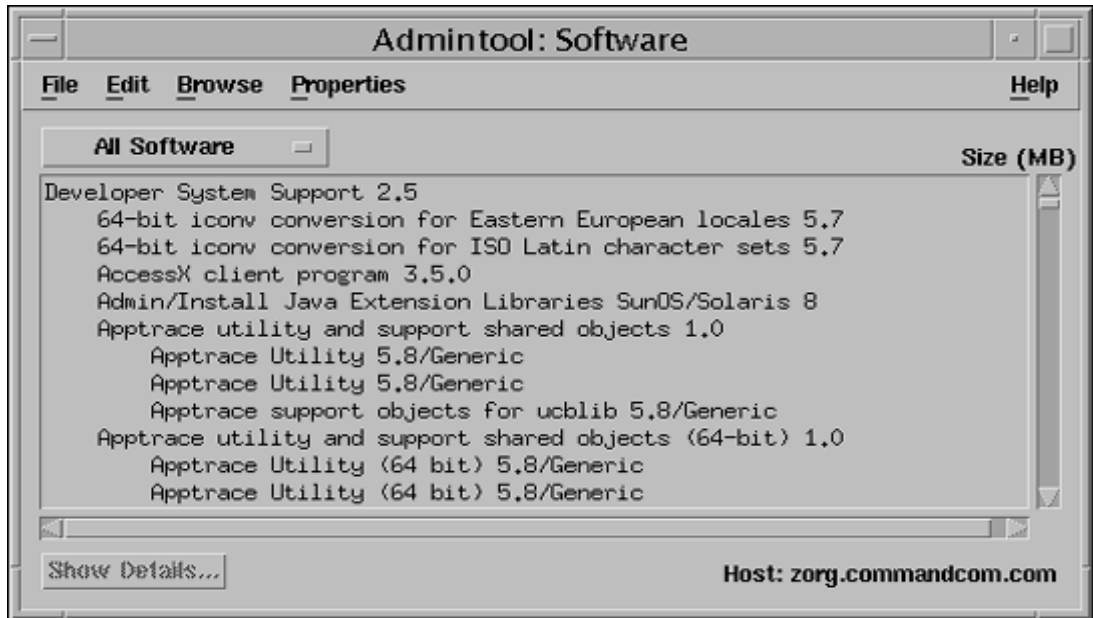 Admintool: Software
File Edit Browse Properties Help
All Software
Size (MB)
Developer System Support 2.5
64-bit iconv conversion for Eastern European locales 5.7
64-bit iconv conversion for ISO Latin character sets 5.7
AccessX client program 3.5.0
Admin/Install Java Extension Libraries SunOS/Solaris 8
Apptrace utility and support shared objects 1.0
Apptrace Utility 5.8/Generic
Apptrace Utility 5.8/Generic
Apptrace support objects for ucblib 5.8/Generic
Apptrace utility and support shared objects (64-bit) 1.0
Apptrace Utility (64 bit) 5.8/Generic
Apptrace Utility (64 bit) 5.8/Generic
Show Details...
Host: zorg.commandcom.com